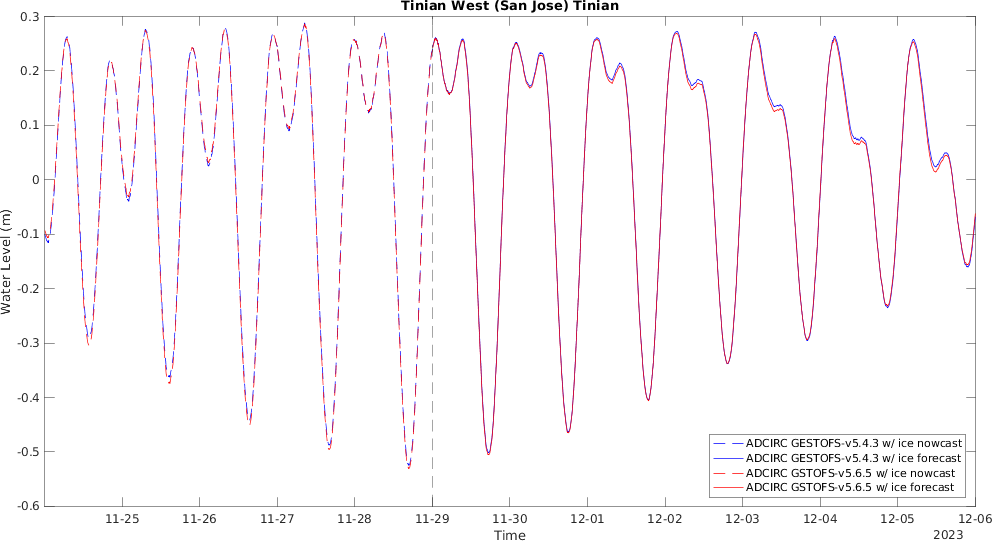 Tinian West (San Jose) Tinian
0.3
0.2
0.1
0
-0.1
-0.2
-0.3
-0.4
-0.5
-0.6
Water Level (m)
ADCIRC GESTOFS-v5.4.3 w/ ice nowcast
ADCIRC GESTOFS-v5.4.3 w/ ice forecast
ADCIRC GSTOFS-v5.6.5 w/ ice nowcast
ADCIRC GSTOFS-v5.6.5 w/ ice forecast
11-25 11-26 11-27 11-28 11-29 11-30 12-01 12-02 12-03 12-04 12-05 12-06
Time 2023